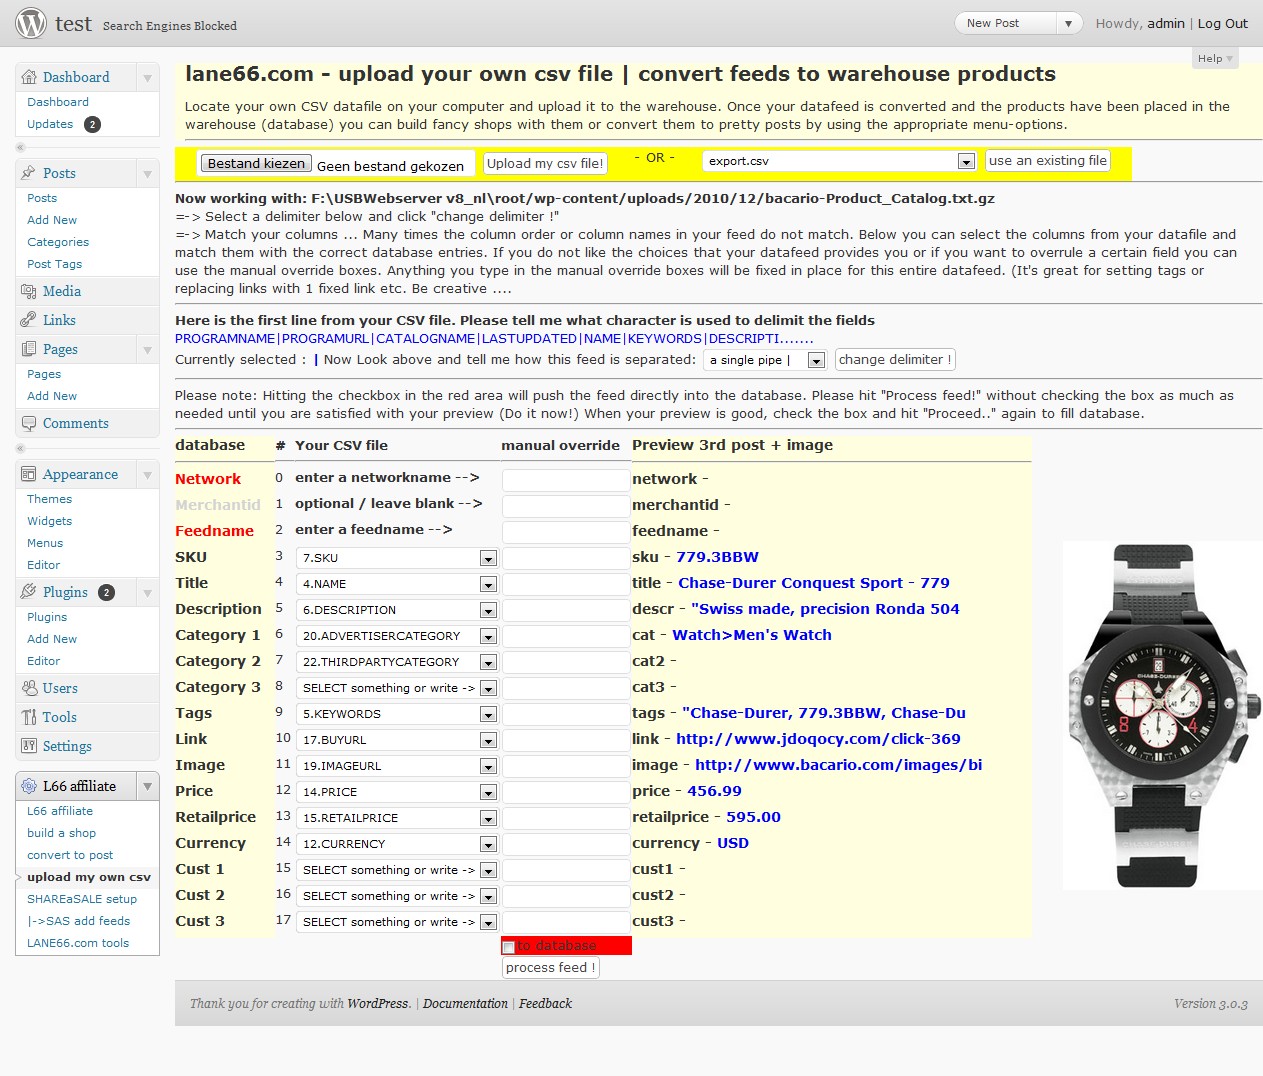 test Search Engines Blocked
New Post
Howdy, admin | Log Out
Help
Dashboard
Dashboard
Updates 2
Posts
Posts
Add New
Categories
Post Tags
Media
Links
Pages
Pages
Add New
Comments
Appearance
Themes
Widgets
Menus
Editor
Plugins 2
Plugins
Add New
Editor
Users
Tools
Settings
L66 affiliate
L66 affiliate
build a shop
convert to post
upload my own csv
SHAREaSALE setup
|->SAS add feeds
LANE66.com tools
lane66.com - upload your own csv file | convert feeds to warehouse products
Locate your own CSV datafile on your computer and upload it to the warehouse. Once your datafeed is converted and the products have been placed in the
warehouse (database) you can build fancy shops with them or convert them to pretty posts by using the appropriate menu-options.
Bestand kiezen Geen bestand gekozen Upload my csv file! - OR - export.csv use an existing file
Now working with: F:\USBWebserver v8_nl\root/wp-content/uploads/2010/12/bacario-Product_Catalog.txt.gz
=-> Select a delimiter below and click "change delimiter !"
=-> Match your columns ... Many times the column order or column names in your feed do not match. Below you can select the columns from your datafile and
match them with the correct database entries. If you do not like the choices that your datafeed provides you or if you want to overrule a certain field you can
use the manual override boxes. Anything you type in the manual override boxes will be fixed in place for this entire datafeed. (It's great for setting tags or
replacing links with 1 fixed link etc. Be creative ....
Here is the first line from your CSV file. Please tell me what character is used to delimit the fields
PROGRAMNAME|PROGRAMURL|CATALOGNAME|LASTUPDATED|NAME|KEYWORDS|DESCRIPTI.......
Currently selected : | Now Look above and tell me how this feed is separated: a single pipe | change delimiter !
Please note: Hitting the checkbox in the red area will push the feed directly into the database. Please hit "Process feed!" without checking the box as much as
needed until you are satisfied with your preview (Do it now!) When your preview is good, check the box and hit "Proceed.." again to fill database.
database # Your CSV file manual override Preview 3rd post + image
Network 0 enter a networkname --> network -
Merchantid 1 optional / leave blank --> merchantid -
Feedname 2 enter a feedname --> feedname -
SKU 3 7.SKU sku - 779.3BBW
Title 4 4.NAME title - Chase-Durer Conquest Sport - 779
Description 5 6.DESCRIPTION descr - "Swiss made, precision Ronda 504
Category 1 6 20.ADVERTISERCATEGORY cat - Watch>Men's Watch
Category 2 7 22.THIRDPARTYCATEGORY cat2 -
Category 3 8 SELECT something or write -> cat3 -
Tags 9 5.KEYWORDS tags - "Chase-Durer, 779.3BBW, Chase-Du
Link 10 17.BUYURL link - http://www.jdoqocy.com/click-369
Image 11 19.IMAGEURL image - http://www.bacario.com/images/bi
Price 12 14.PRICE price - 456.99
Retailprice 13 15.RETAILPRICE retailprice - 595.00
Currency 14 12.CURRENCY currency - USD
Cust 1 15 SELECT something or write -> cust1 -
Cust 2 16 SELECT something or write -> cust2 -
Cust 3 17 SELECT something or write -> cust3 -
to database
process feed !
CHASE-DURER
8 4
Thank you for creating with WordPress. | Documentation | Feedback
Version 3.0.3